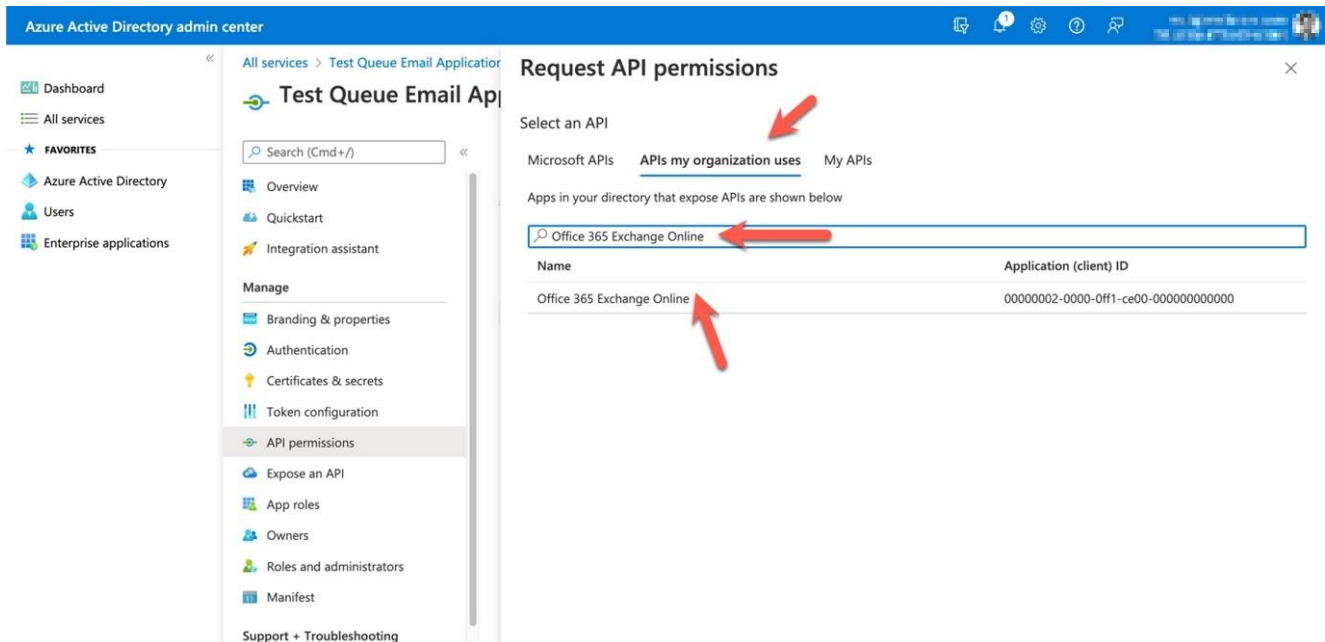 Azure Active Directory admin center
1
«
Dashboard
All services
FAVORITES
Azure Active Directory
Users
Enterprise applications
All services > Test Queue Email Application
Test Queue Email Ap
Search (Cmd+/)
«
Overview
Quickstart
Integration assistant
Manage
Branding & properties
Authentication
Certificates & secrets
Token configuration
API permissions
Expose an API
App roles
Owners
Roles and administrators
Manifest
Support + Troubleshooting
Request API permissions
Select an API
Microsoft APIs APIs my organization uses My APIs
Apps in your directory that expose APIs are shown below
Office 365 Exchange Online
Name Application (client) ID
Office 365 Exchange Online 00000002-0000-0ff1-ce00-000000000000